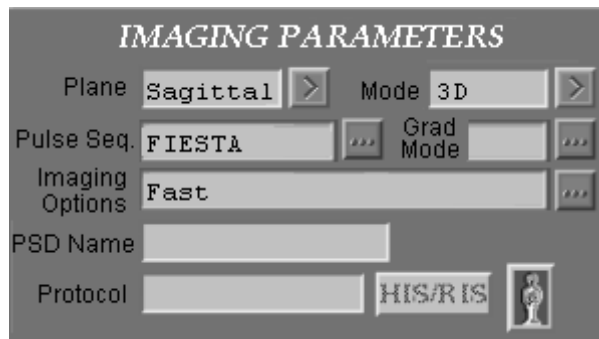 IMAGING PARAMETERS
Plane Sagittal > Mode 3D >
Pulse Seq. FIESTA ... Grad Mode ...
Imaging Options Fast ...
PSD Name
Protocol HIS/RIS